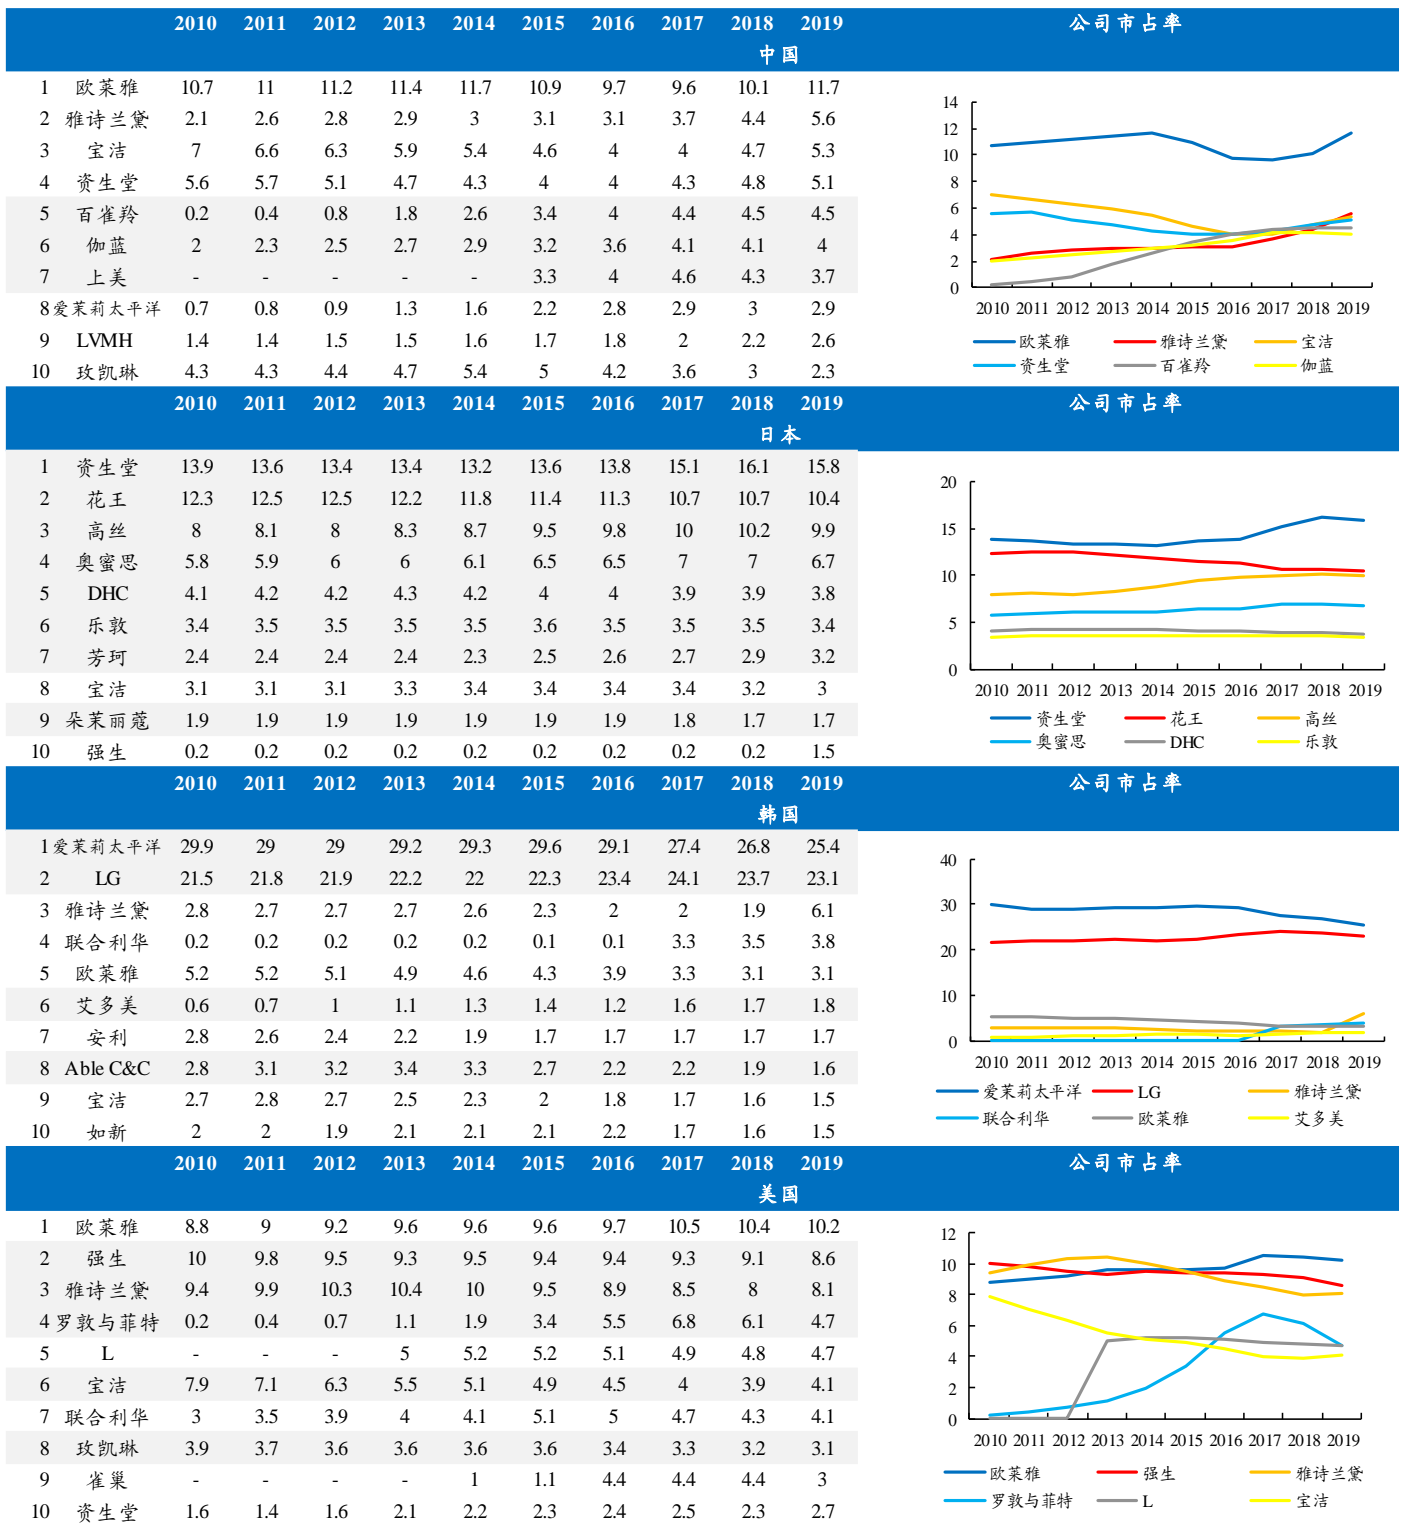 2010 2011 2012 2013 2014 2015 2016 2017 2018 2019 公司市占率
中国
1 欧莱雅 10.7 11 11.2 11.4 11.7 10.9 9.7 9.6 10.1 11.7
2 雅诗兰黛 2.1 2.6 2.8 2.9 3 3.1 3.1 3.7 4.4 5.6
3 宝洁 7 6.6 6.3 5.9 5.4 4.6 4 4 4.7 5.3
4 资生堂 5.6 5.7 5.1 4.7 4.3 4 4 4.3 4.8 5.1
5 百雀羚 0.2 0.4 0.8 1.8 2.6 3.4 4 4.4 4.5 4.5
6 伽蓝 2 2.3 2.5 2.7 2.9 3.2 3.6 4.1 4.1 4
7 上美 - - - - - 3.3 4 4.6 4.3 3.7
8 爱茉莉太平洋 0.7 0.8 0.9 1.3 1.6 2.2 2.8 2.9 3 2.9
9 LVMH 1.4 1.4 1.5 1.5 1.6 1.7 1.8 2 2.2 2.6
10 玫凯琳 4.3 4.3 4.4 4.7 5.4 5 4.2 3.6 3 2.3
14
12
10
8
6
4
2
0
2010 2011 2012 2013 2014 2015 2016 2017 2018 2019
欧莱雅 雅诗兰黛 宝洁
资生堂 百雀羚 伽蓝
2010 2011 2012 2013 2014 2015 2016 2017 2018 2019 公司市占率
日本
1 资生堂 13.9 13.6 13.4 13.4 13.2 13.6 13.8 15.1 16.1 15.8
2 花王 12.3 12.5 12.5 12.2 11.8 11.4 11.3 10.7 10.7 10.4
3 高丝 8 8.1 8 8.3 8.7 9.5 9.8 10 10.2 9.9
4 奥蜜思 5.8 5.9 6 6 6.1 6.5 6.5 7 7 6.7
5 DHC 4.1 4.2 4.2 4.3 4.2 4 4 3.9 3.9 3.8
6 乐敦 3.4 3.5 3.5 3.5 3.5 3.6 3.5 3.5 3.5 3.4
7 芳珂 2.4 2.4 2.4 2.4 2.3 2.5 2.6 2.7 2.9 3.2
8 宝洁 3.1 3.1 3.1 3.3 3.4 3.4 3.4 3.4 3.2 3
9 朵茉丽蔻 1.9 1.9 1.9 1.9 1.9 1.9 1.9 1.8 1.7 1.7
10 强生 0.2 0.2 0.2 0.2 0.2 0.2 0.2 0.2 0.2 1.5
20
15
10
5
0
2010 2011 2012 2013 2014 2015 2016 2017 2018 2019
资生堂 花王 高丝
奥蜜思 DHC 乐敦
2010 2011 2012 2013 2014 2015 2016 2017 2018 2019 公司市占率
韩国
1 爱茉莉太平洋 29.9 29 29 29.2 29.3 29.6 29.1 27.4 26.8 25.4
2 LG 21.5 21.8 21.9 22.2 22 22.3 23.4 24.1 23.7 23.1
3 雅诗兰黛 2.8 2.7 2.7 2.7 2.6 2.3 2 2 1.9 6.1
4 联合利华 0.2 0.2 0.2 0.2 0.2 0.1 0.1 3.3 3.5 3.8
5 欧莱雅 5.2 5.2 5.1 4.9 4.6 4.3 3.9 3.3 3.1 3.1
6 艾多美 0.6 0.7 1 1.1 1.3 1.4 1.2 1.6 1.7 1.8
7 安利 2.8 2.6 2.4 2.2 1.9 1.7 1.7 1.7 1.7 1.7
8 Able C&C 2.8 3.1 3.2 3.4 3.3 2.7 2.2 2.2 1.9 1.6
9 宝洁 2.7 2.8 2.7 2.5 2.3 2 1.8 1.7 1.6 1.5
10 如新 2 2 1.9 2.1 2.1 2.1 2.2 1.7 1.6 1.5
40
30
20
10
0
2010 2011 2012 2013 2014 2015 2016 2017 2018 2019
爱茉莉太平洋 LG 雅诗兰黛
联合利华 欧莱雅 艾多美
2010 2011 2012 2013 2014 2015 2016 2017 2018 2019 公司市占率
美国
1 欧莱雅 8.8 9 9.2 9.6 9.6 9.6 9.7 10.5 10.4 10.2
2 强生 10 9.8 9.5 9.3 9.5 9.4 9.4 9.3 9.1 8.6
3 雅诗兰黛 9.4 9.9 10.3 10.4 10 9.5 8.9 8.5 8 8.1
4 罗敦与菲特 0.2 0.4 0.7 1.1 1.9 3.4 5.5 6.8 6.1 4.7
5 L - - - 5 5.2 5.2 5.1 4.9 4.8 4.7
6 宝洁 7.9 7.1 6.3 5.5 5.1 4.9 4.5 4 3.9 4.1
7 联合利华 3 3.5 3.9 4 4.1 5.1 5 4.7 4.3 4.1
8 玫凯琳 3.9 3.7 3.6 3.6 3.6 3.6 3.4 3.3 3.2 3.1
9 雀巢 - - - - 1 1.1 4.4 4.4 4.4 3
10 资生堂 1.6 1.4 1.6 2.1 2.2 2.3 2.4 2.5 2.3 2.7
12
10
8
6
4
2
0
2010 2011 2012 2013 2014 2015 2016 2017 2018 2019
欧莱雅 强生 雅诗兰黛
罗敦与菲特 L 宝洁